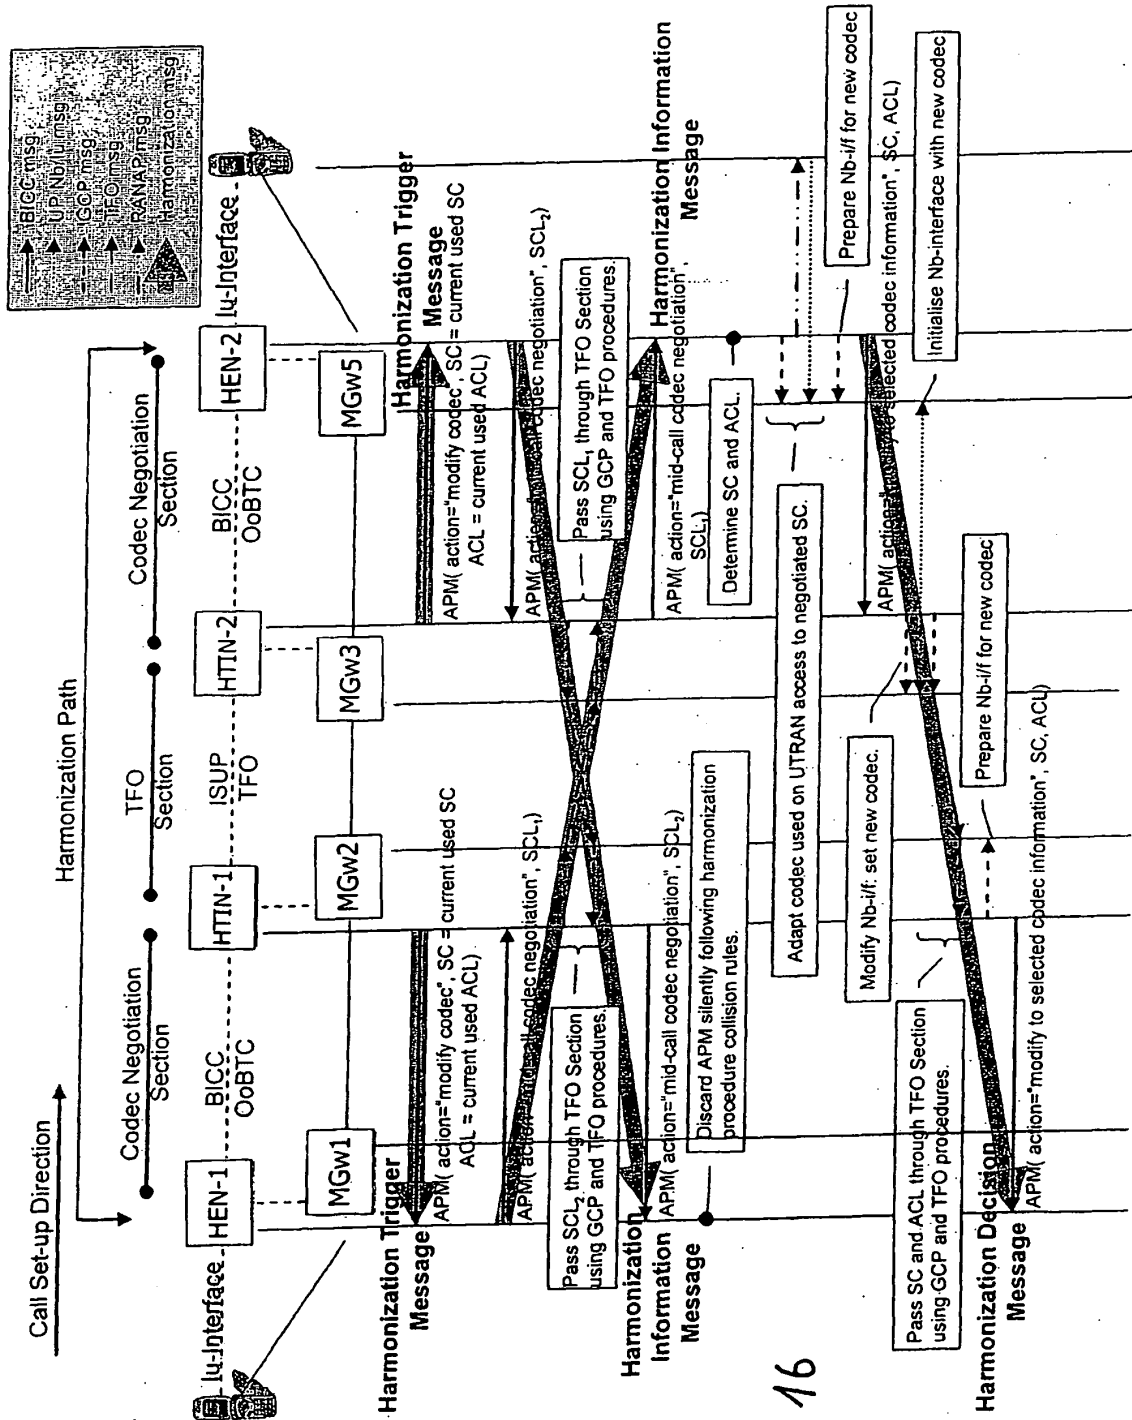 BICC msg
UP Nb/Iu msg
GCP msg
TFO msg
RANAP msg
Harmonization msg
Call Set-up Direction
Harmonization Path
Codec Negotiation
Section
TFO
Section
Codec Negotiation
Section
Iu-Interface
HEN-1
BICC
OoBTC
HTIN-1
ISUP
TFO
HTIN-2
BICC
OoBTC
HEN-2
Iu-Interface
MGw1
MGw2
MGw3
MGw5
Harmonization Trigger
Message
APM( action="modify codec", SC = current used SC
ACL = current used ACL)
Harmonization Trigger
Message
APM( action="modify codec", SC = current used SC
ACL = current used ACL)
APM( action="mid-call codec negotiation", SCL₁)
APM( action="mid-call codec negotiation", SCL₂)
Pass SCL₂ through TFO Section
using GCP and TFO procedures.
Pass SCL₁ through TFO Section
using GCP and TFO procedures.
Harmonization
Information
Message
APM( action="mid-call codec negotiation", SCL₂)
Harmonization Information
Message
APM( action="mid-call codec negotiation",
SCL₁)
Discard APM silently following harmonization
procedure collision rules.
Determine SC and ACL.
Adapt codec used on UTRAN access to negotiated SC.
Prepare Nb-i/f for new codec
APM( action="modify to selected codec information", SC, ACL)
Modify Nb-i/f: set new codec.
Initialise Nb-interface with new codec
Pass SC and ACL through TFO Section
using GCP and TFO procedures.
Prepare Nb-i/f for new codec
Harmonization Decision
Message
APM( action="modify to selected codec information", SC, ACL)
16